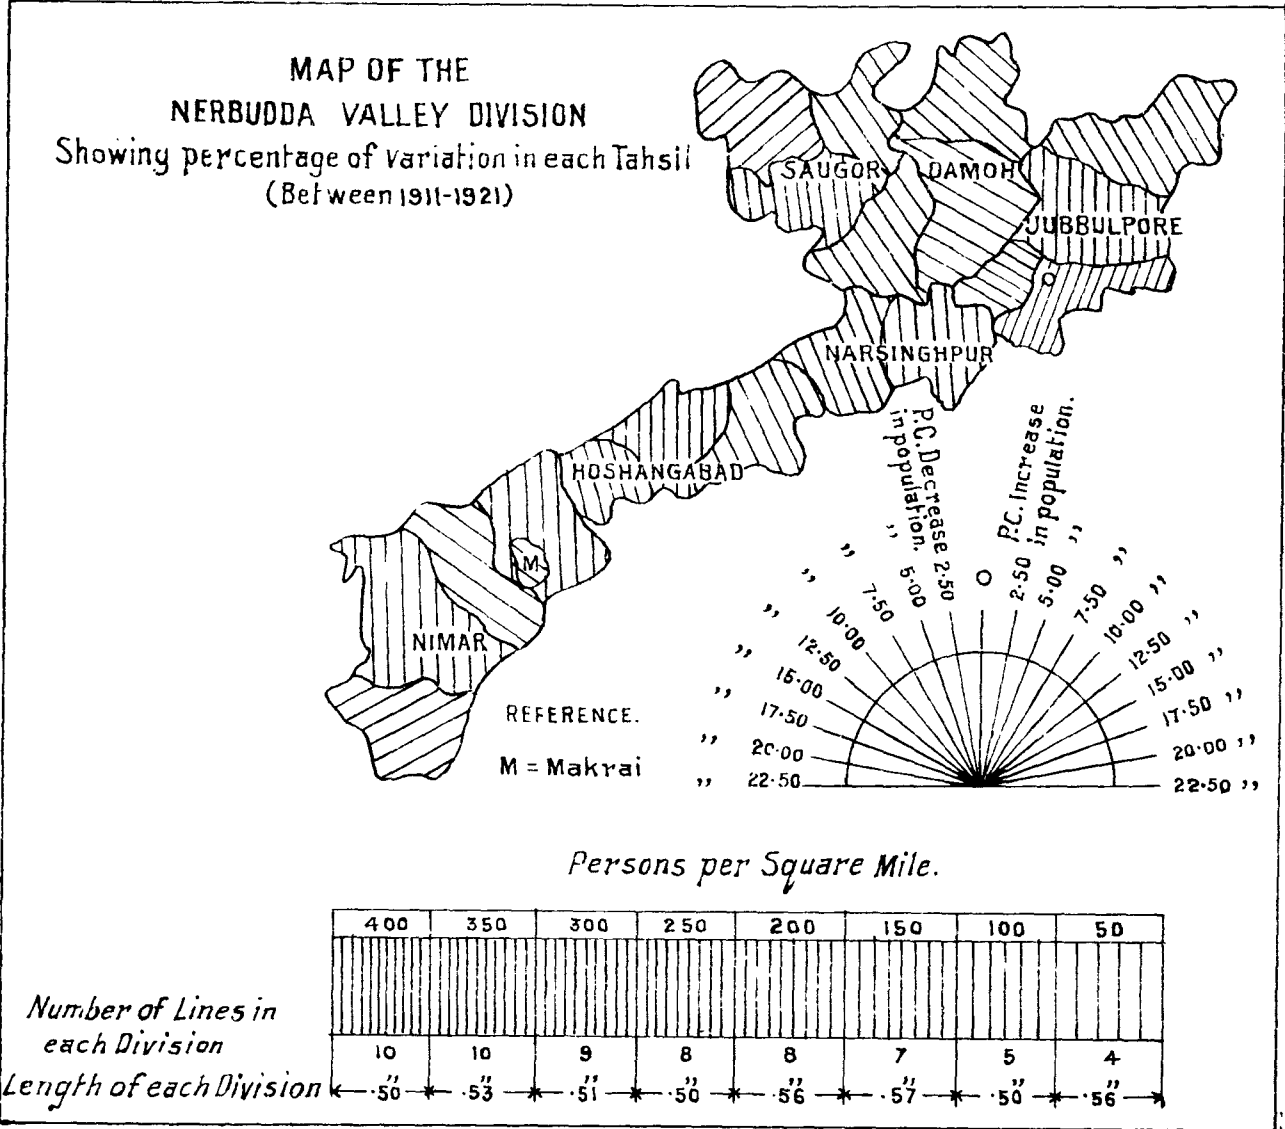 MAP OF THE
NERBUDDA VALLEY DIVISION
Showing percentage of variation in each Tahsil
(Between 1911-1921)
SAUGOR
DAMOH
JUBBULPORE
NARSINGHPUR
HOSHANGABAD
M
NIMAR
REFERENCE.
M = Makrai
P.C. Decrease 2·50
in population. 5·00 ,,
7·50 ,,
10·00 ,,
12·50 ,,
15·00 ,,
17·50 ,,
20·00 ,,
22·50 ,,
O
P.C. Increase 2·50
in population. 5·00 ,,
7·50 ,,
10·00 ,,
12·50 ,,
15·00 ,,
17·50 ,,
20·00 ,,
22·50 ,,
Persons per Square Mile.
400 350 300 250 200 150 100 50
Number of Lines in
each Division
10 10 9 8 8 7 5 4
Length of each Division ·50" ·53" ·51" ·50" ·56" ·57" ·50" ·56"